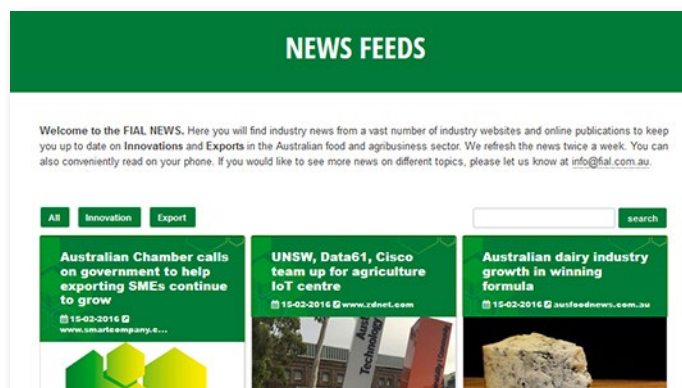 NEWS FEEDS
Welcome to the FIAL NEWS. Here you will find industry news from a vast number of industry websites and online publications to keep
you up to date on Innovations and Exports in the Australian food and agribusiness sector. We refresh the news twice a week. You can
also conveniently read on your phone. If you would like to see more news on different topics, please let us know at info@fial.com.au.
All Innovation Export search
Australian Chamber calls
on government to help
exporting SMEs continue
to grow
15-02-2016
www.smartcompany.c...
UNSW, Data61, Cisco
team up for agriculture
IoT centre
15-02-2016 www.zdnet.com
Aust
Technology
Australian dairy industry
growth in winning
formula
15-02-2016 ausfoodnews.com.au